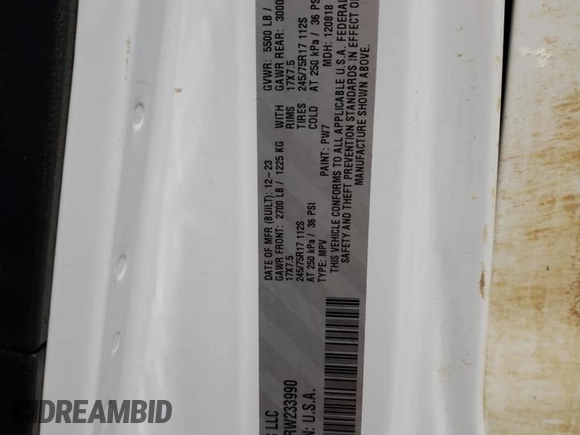 S LLC
DATE OF MFR (BUILT): 12-23 GVWR: 5500 LB /
GAWR FRONT: 2700 LB / 1225 KG WITH GAWR REAR: 3000
17X7.5 RIMS 17X7.5
245/75R17 112S TIRES 245/75R17 112S
AT 250 kPa / 36 PSI COLD AT 250 kPa / 36 PS
TYPE: MPV PAINT: PW7 MDH: 120818
THIS VEHICLE CONFORMS TO ALL APPLICABLE U.S.A. FEDERAL
SAFETY AND THEFT PREVENTION STANDARDS IN EFFECT ON
MANUFACTURE SHOWN ABOVE.
RW233990
N: U.S.A.
DREAMBID